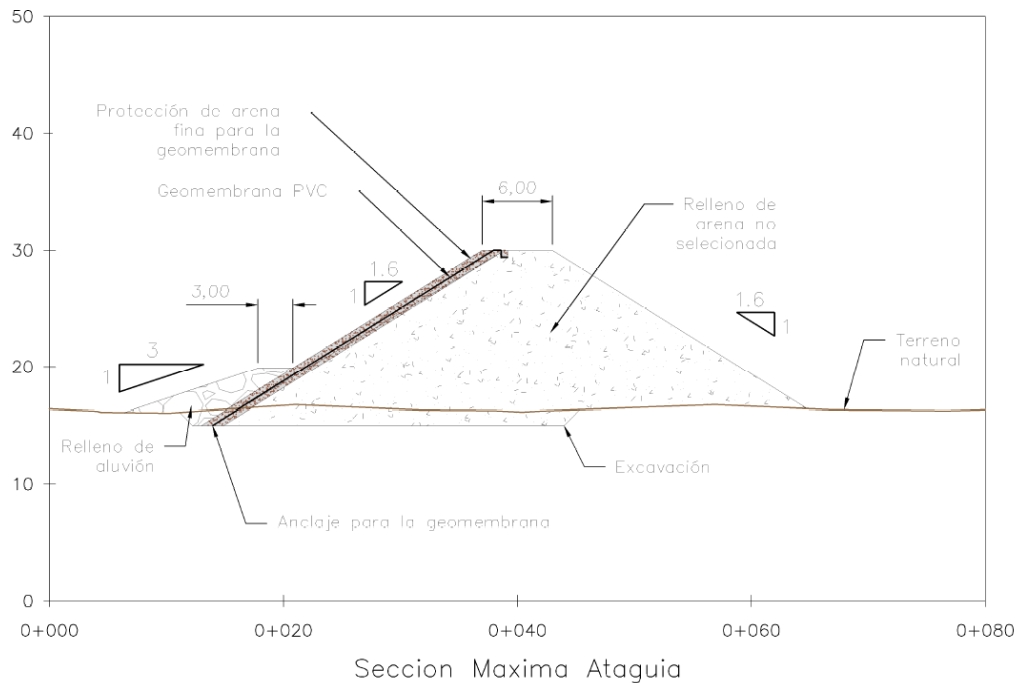 50
40
30
20
10
0
Protección de arena
fina para la
geomembrana
Geomembrana PVC
6,00
Relleno de
arena no
selecionada
1.6
1
3,00
1.6
1
3
1
Terreno
natural
Relleno de
aluvión
Excavación
Anclaje para la geomembrana
0+000
0+020
0+040
0+060
0+080
Seccion Maxima Ataguia